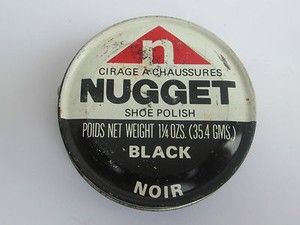 n
CIRAGE A CHAUSSURES
NUGGET
SHOE POLISH
POIDS NET WEIGHT 1¼ OZS. (35.4 GMS.)
BLACK
NOIR